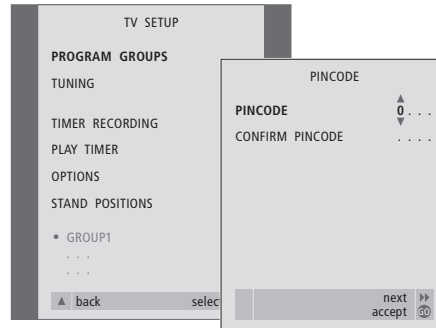 TV SETUP
PROGRAM GROUPS
TUNING
TIMER RECORDING
PLAY TIMER
OPTIONS
STAND POSITIONS
• GROUP1
. . .
. . .
▲ back selec
PINCODE
PINCODE 0 . . .
CONFIRM PINCODE . . . .
next
accept GO